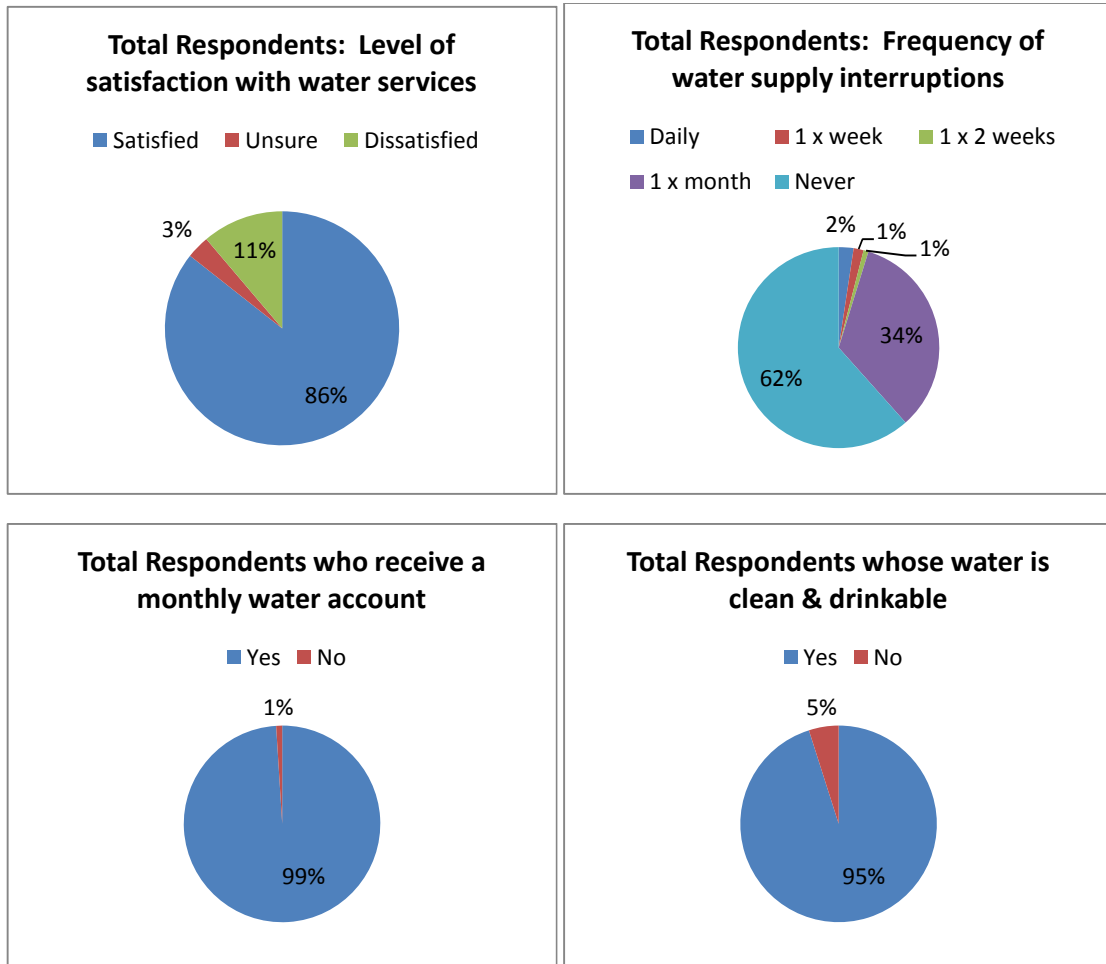 Total Respondents:  Level of
satisfaction with water services
Satisfied Unsure Dissatisfied
3%
11%
86%
Total Respondents:  Frequency of
water supply interruptions
Daily 1 x week 1 x 2 weeks
1 x month Never
2% 1%
1%
34%
62%
Total Respondents who receive a
monthly water account
Yes No
1%
99%
Total Respondents whose water is
clean & drinkable
Yes No
5%
95%